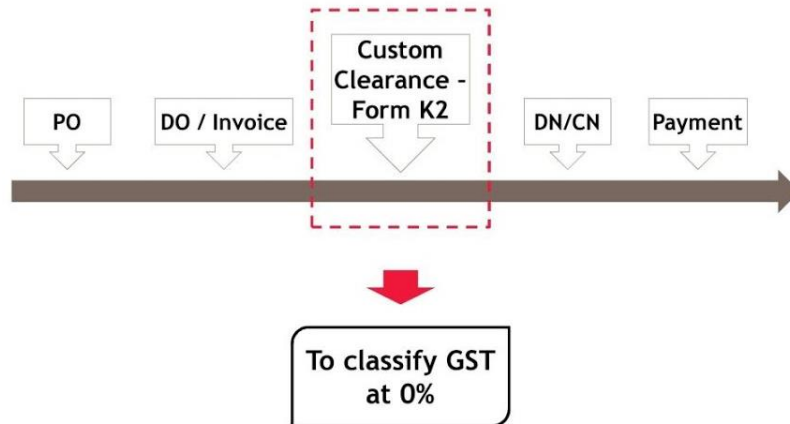 Custom
Clearance –
Form K2
PO
DO / Invoice
DN/CN
Payment
To classify GST
at 0%